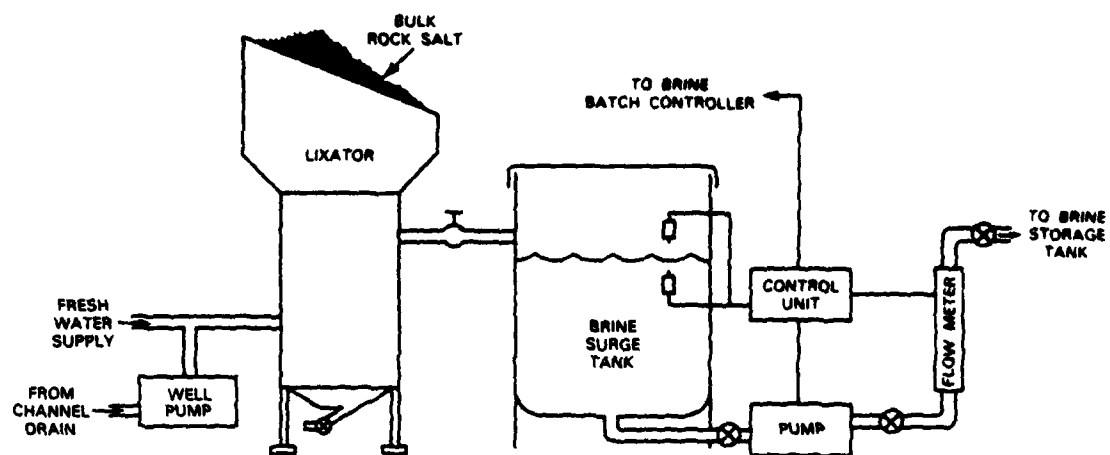 BULK
ROCK SALT
LIXATOR
TO BRINE
BATCH CONTROLLER
TO BRINE
STORAGE
TANK
FRESH
WATER
SUPPLY
CONTROL
UNIT
FLOW METER
BRINE
SURGE
TANK
FROM
CHANNEL
DRAIN
WELL
PUMP
PUMP